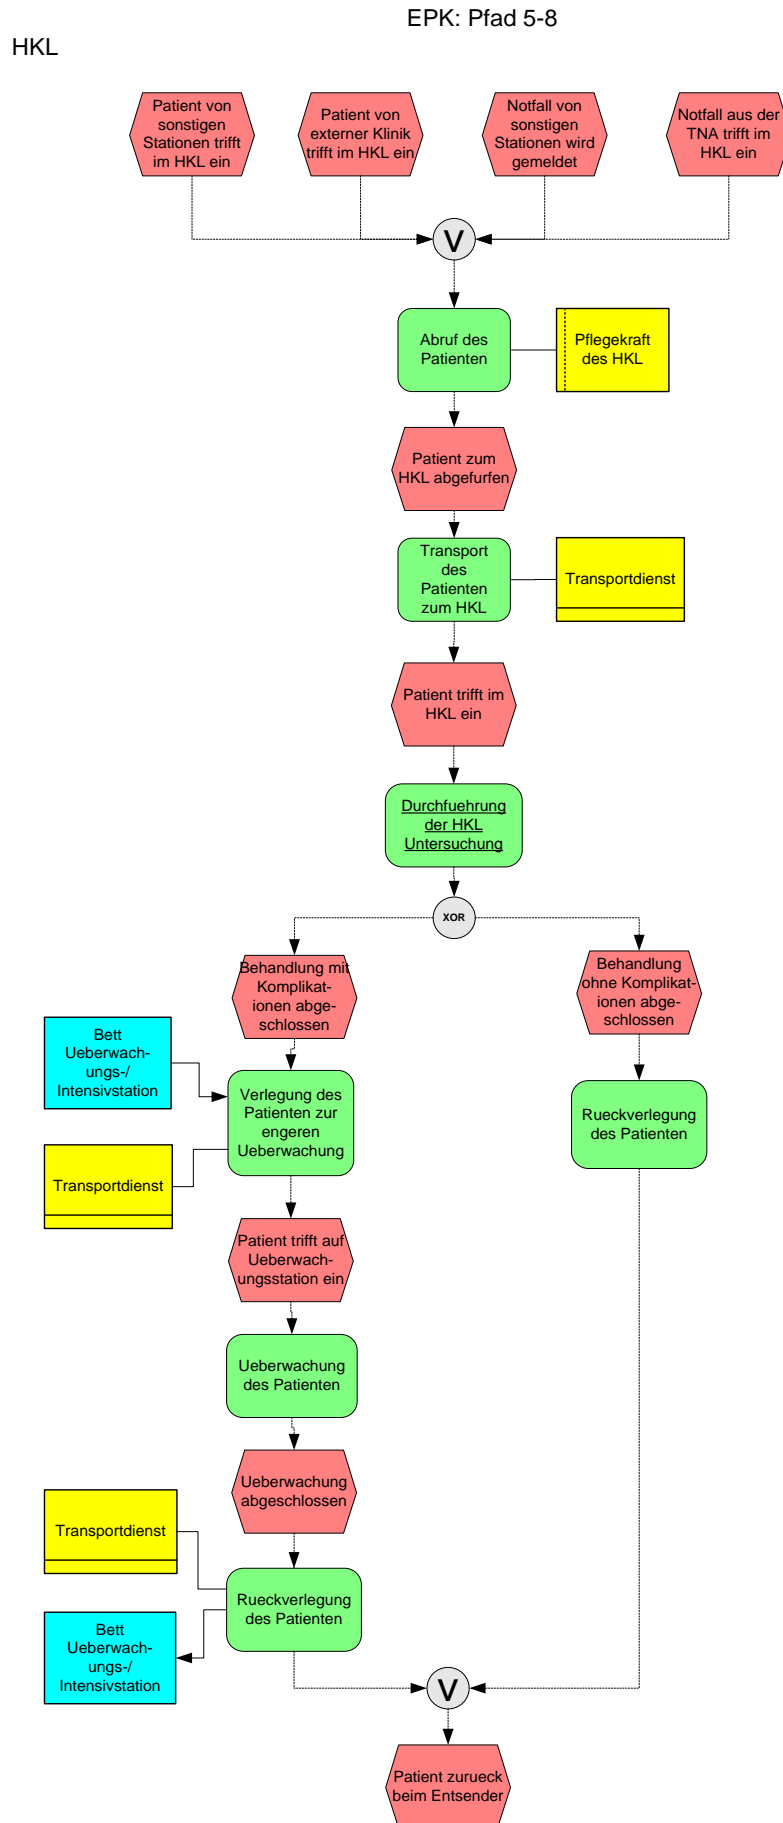 EPK: Pfad 5-8
HKL
Patient von
sonstigen
Stationen trifft
im HKL ein
Patient von
externer Klinik
trifft im HKL ein
Notfall von
sonstigen
Stationen wird
gemeldet
Notfall aus der
TNA trifft im
HKL ein
V
Abruf des
Patienten
Pflegekraft
des HKL
Patient zum
HKL abgefurfen
Transport
des
Patienten
zum HKL
Transportdienst
Patient trifft im
HKL ein
Durchfuehrung
der HKL
Untersuchung
XOR
Behandlung mit
Komplikat-
ionen abge-
schlossen
Behandlung
ohne Komplikat-
ionen abge-
schlossen
Bett
Ueberwach-
ungs-/
Intensivstation
Verlegung des
Patienten zur
engeren
Ueberwachung
Rueckverlegung
des Patienten
Transportdienst
Patient trifft auf
Ueberwach-
ungsstation ein
Ueberwachung
des Patienten
Ueberwachung
abgeschlossen
Transportdienst
Rueckverlegung
des Patienten
Bett
Ueberwach-
ungs-/
Intensivstation
V
Patient zurueck
beim Entsender